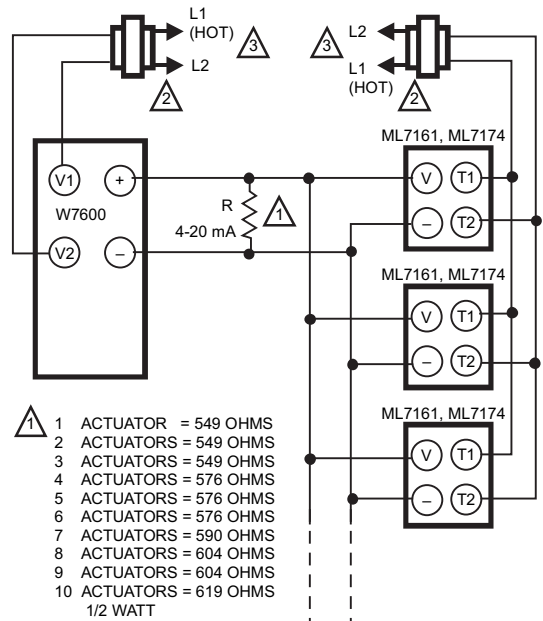 L1
(HOT)
L2
3
2
3
L2
L1
(HOT)
2
ML7161, ML7174
V1
+
V
T1
W7600
R
1
4-20 mA
–
T2
V2
–
ML7161, ML7174
V
T1
–
T2
ML7161, ML7174
V
T1
–
T2
1
1 ACTUATOR = 549 OHMS
2 ACTUATORS = 549 OHMS
3 ACTUATORS = 549 OHMS
4 ACTUATORS = 576 OHMS
5 ACTUATORS = 576 OHMS
6 ACTUATORS = 576 OHMS
7 ACTUATORS = 590 OHMS
8 ACTUATORS = 604 OHMS
9 ACTUATORS = 604 OHMS
10 ACTUATORS = 619 OHMS
1/2 WATT